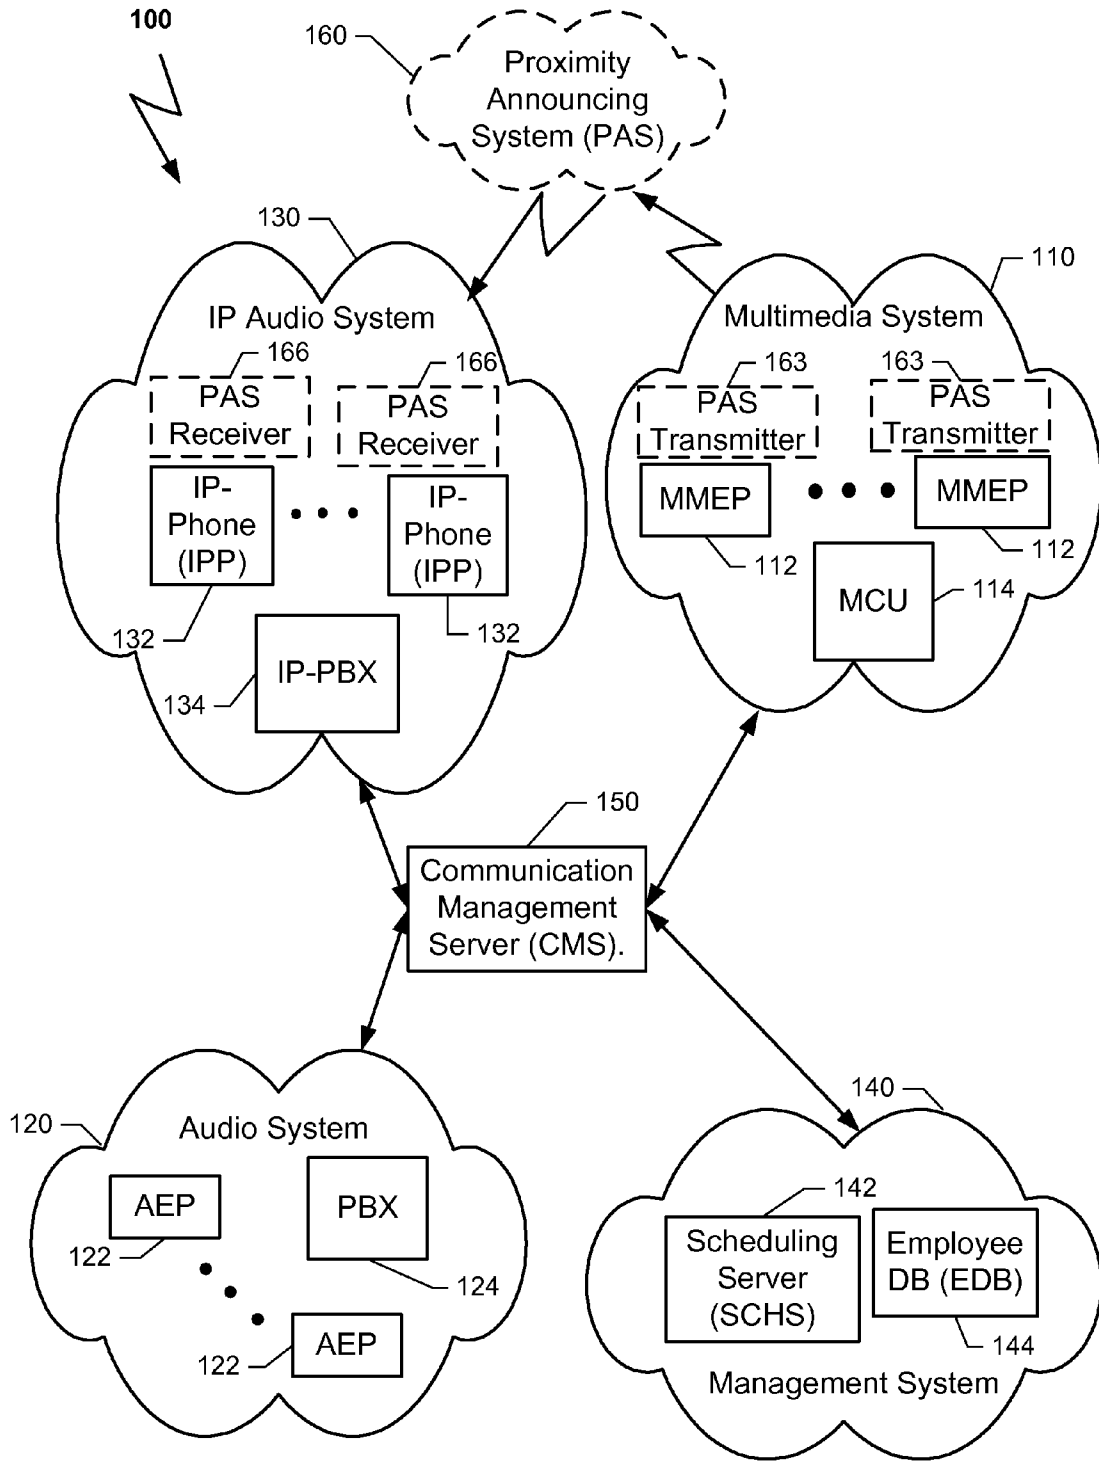 100
160
Proximity
Announcing
System (PAS)
130
110
IP Audio System
Multimedia System
166
166
163
163
PAS
Receiver
PAS
Receiver
PAS
Transmitter
PAS
Transmitter
IP-
Phone
(IPP)
IP-
Phone
(IPP)
MMEP
MMEP
112
112
132
132
MCU
114
IP-PBX
134
150
Communication
Management
Server (CMS).
120
Audio System
AEP
122
PBX
124
AEP
122
140
142
Scheduling
Server
(SCHS)
Employee
DB (EDB)
144
Management System